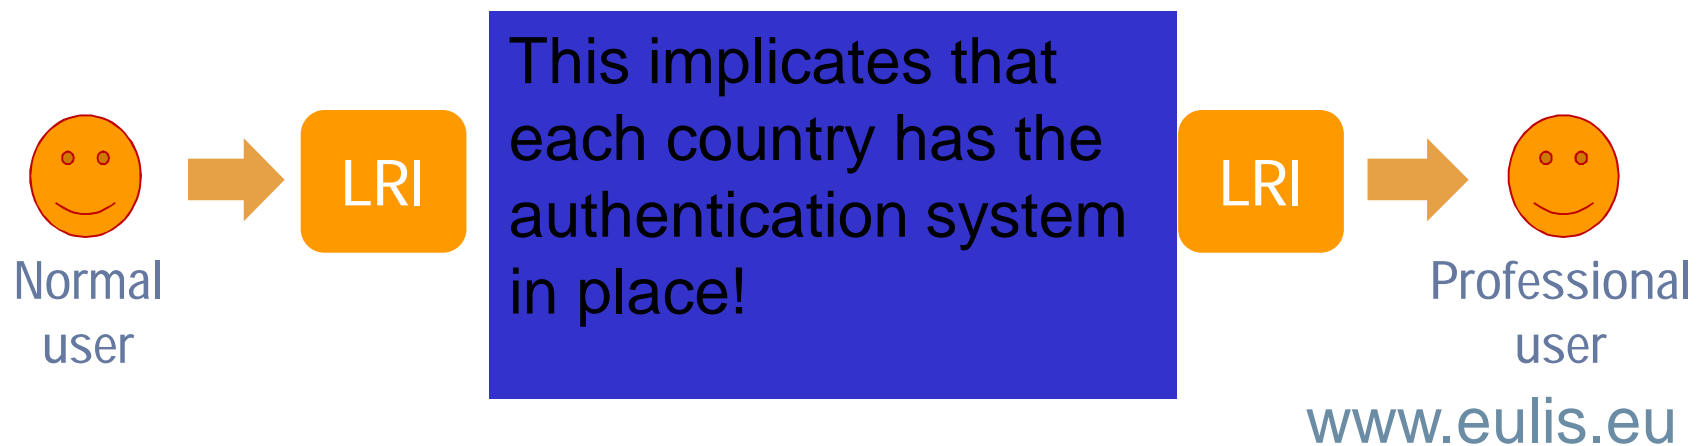 This implicates that
each country has the
authentication system
in place!
LRI
LRI
Normal
user
Professional
user
www.eulis.eu